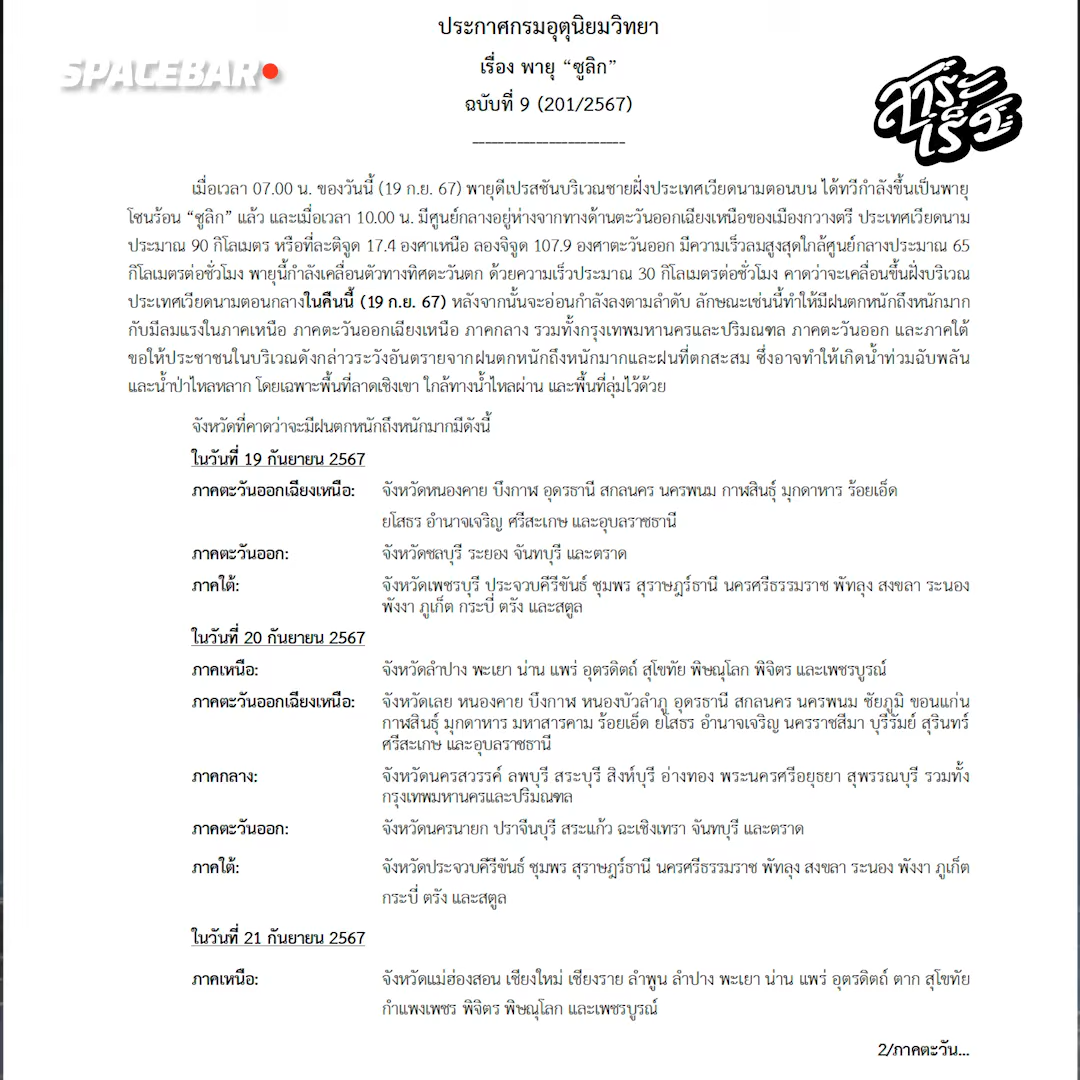 ประกาศกรมอุตุนิยมวิทยา
SPACEBAR
เรื่อง พายุ “ซูลิก”
สาระเร็ว
ฉบับที่ 9 (201/2567)
------------------------
เมื่อเวลา 07.00 น. ของวันนี้ (19 ก.ย. 67) พายุดีเปรสชันบริเวณชายฝั่งประเทศเวียดนามตอนบน ได้ทวีกำลังขึ้นเป็นพายุ
โซนร้อน “ซูลิก” แล้ว และเมื่อเวลา 10.00 น. มีศูนย์กลางอยู่ห่างจากทางด้านตะวันออกเฉียงเหนือของเมืองกวางตรี ประเทศเวียดนาม
ประมาณ 90 กิโลเมตร หรือที่ละติจูด 17.4 องศาเหนือ ลองจิจูด 107.9 องศาตะวันออก มีความเร็วลมสูงสุดใกล้ศูนย์กลางประมาณ 65
กิโลเมตรต่อชั่วโมง พายุนี้กำลังเคลื่อนตัวทางทิศตะวันตก ด้วยความเร็วประมาณ 30 กิโลเมตรต่อชั่วโมง คาดว่าจะเคลื่อนขึ้นฝั่งบริเวณ
ประเทศเวียดนามตอนกลางในคืนนี้ (19 ก.ย. 67) หลังจากนั้นจะอ่อนกำลังลงตามลำดับ ลักษณะเช่นนี้ทำให้มีฝนตกหนักถึงหนักมาก
กับมีลมแรงในภาคเหนือ ภาคตะวันออกเฉียงเหนือ ภาคกลาง รวมทั้งกรุงเทพมหานครและปริมณฑล ภาคตะวันออก และภาคใต้
ขอให้ประชาชนในบริเวณดังกล่าวระวังอันตรายจากฝนตกหนักถึงหนักมากและฝนที่ตกสะสม ซึ่งอาจทำให้เกิดน้ำท่วมฉับพลัน
และน้ำป่าไหลหลาก โดยเฉพาะพื้นที่ลาดเชิงเขา ใกล้ทางน้ำไหลผ่าน และพื้นที่ลุ่มไว้ด้วย
จังหวัดที่คาดว่าจะมีฝนตกหนักถึงหนักมากมีดังนี้
ในวันที่ 19 กันยายน 2567
ภาคตะวันออกเฉียงเหนือ: จังหวัดหนองคาย บึงกาฬ อุดรธานี สกลนคร นครพนม กาฬสินธุ์ มุกดาหาร ร้อยเอ็ด
ยโสธร อำนาจเจริญ ศรีสะเกษ และอุบลราชธานี
ภาคตะวันออก: จังหวัดชลบุรี ระยอง จันทบุรี และตราด
ภาคใต้: จังหวัดเพชรบุรี ประจวบคีรีขันธ์ ชุมพร สุราษฎร์ธานี นครศรีธรรมราช พัทลุง สงขลา ระนอง
พังงา ภูเก็ต กระบี่ ตรัง และสตูล
ในวันที่ 20 กันยายน 2567
ภาคเหนือ: จังหวัดลำปาง พะเยา น่าน แพร่ อุตรดิตถ์ สุโขทัย พิษณุโลก พิจิตร และเพชรบูรณ์
ภาคตะวันออกเฉียงเหนือ: จังหวัดเลย หนองคาย บึงกาฬ หนองบัวลำภู อุดรธานี สกลนคร นครพนม ชัยภูมิ ขอนแก่น
กาฬสินธุ์ มุกดาหาร มหาสารคาม ร้อยเอ็ด ยโสธร อำนาจเจริญ นครราชสีมา บุรีรัมย์ สุรินทร์
ศรีสะเกษ และอุบลราชธานี
ภาคกลาง: จังหวัดนครสวรรค์ ลพบุรี สระบุรี สิงห์บุรี อ่างทอง พระนครศรีอยุธยา สุพรรณบุรี รวมทั้ง
กรุงเทพมหานครและปริมณฑล
ภาคตะวันออก: จังหวัดนครนายก ปราจีนบุรี สระแก้ว ฉะเชิงเทรา จันทบุรี และตราด
ภาคใต้: จังหวัดประจวบคีรีขันธ์ ชุมพร สุราษฎร์ธานี นครศรีธรรมราช พัทลุง สงขลา ระนอง พังงา ภูเก็ต
กระบี่ ตรัง และสตูล
ในวันที่ 21 กันยายน 2567
ภาคเหนือ: จังหวัดแม่ฮ่องสอน เชียงใหม่ เชียงราย ลำพูน ลำปาง พะเยา น่าน แพร่ อุตรดิตถ์ ตาก สุโขทัย
กำแพงเพชร พิจิตร พิษณุโลก และเพชรบูรณ์
2/ภาคตะวัน...